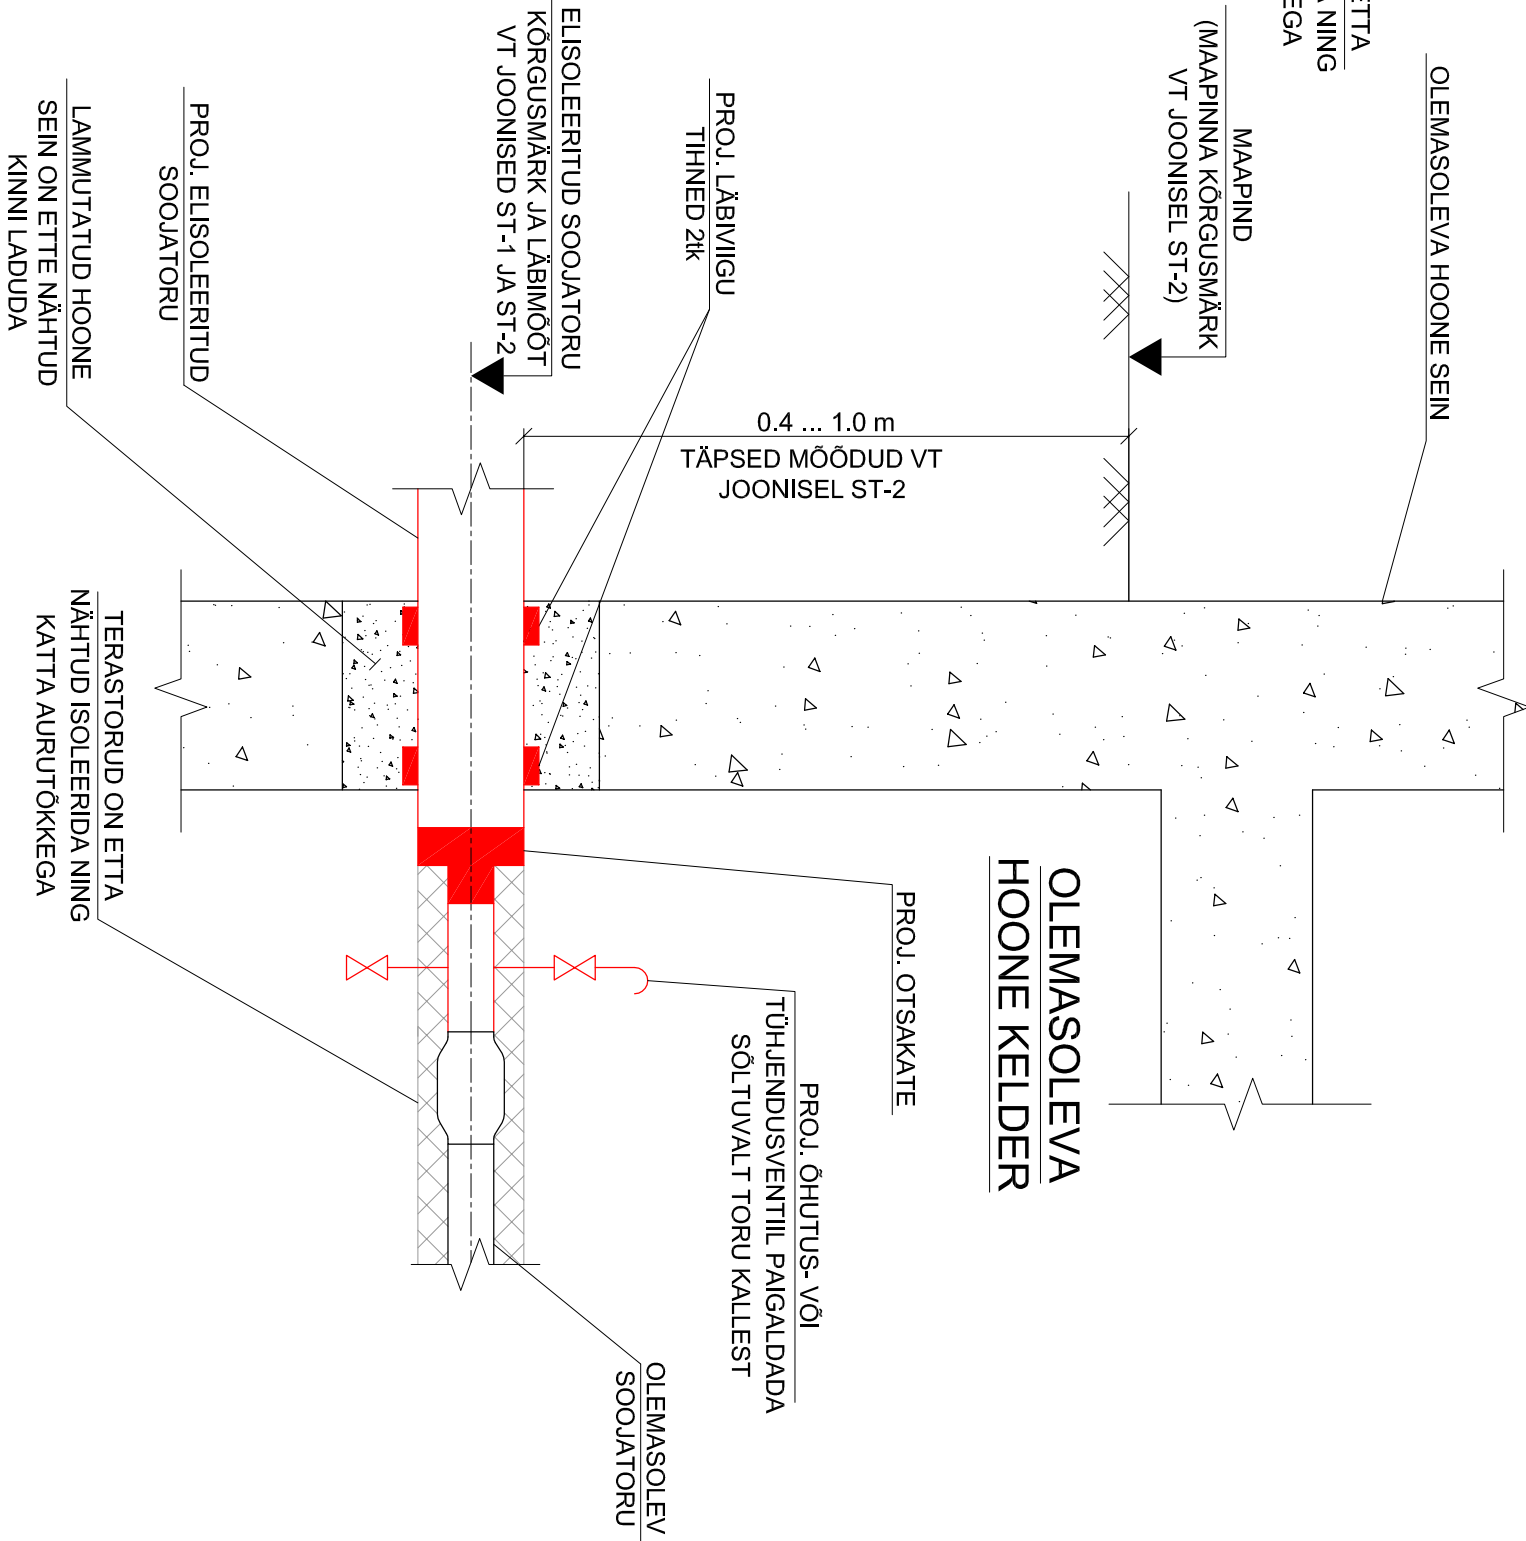 ETTA
A NING
EGA
OLEMASOLEVA HOONE SEIN
MAAPIND
(MAAPINNA KÕRGUSMÄRK
VT JOONISEL ST-2)
PROJ. LÄBIVIIGU
TIHNED 2tk
ELISOLEERITUD SOOJATORU
KÕRGUSMÄRK JA LÄBIMÕÕT
VT JOONISED ST-1 JA ST-2
PROJ. ELISOLEERITUD
SOOJATORU
LAMMUTATUD HOONE
SEIN ON ETTE NÄHTUD
KINNI LADUDA
0.4 ... 1.0 m
TÄPSED MÕÕDUD VT
JOONISEL ST-2
TERASTORUD ON ETTA
NÄHTUD ISOLEERIDA NING
KATTA AURUTÕKKEGA
OLEMASOLEVA
HOONE KELDER
PROJ. OTSAKATE
PROJ. ÕHUTUS- VÕI
TÜHJENDUSVENTIIL PAIGALDADA
SÕLTUVALT TORU KALLEST
OLEMASOLEV
SOOJATORU